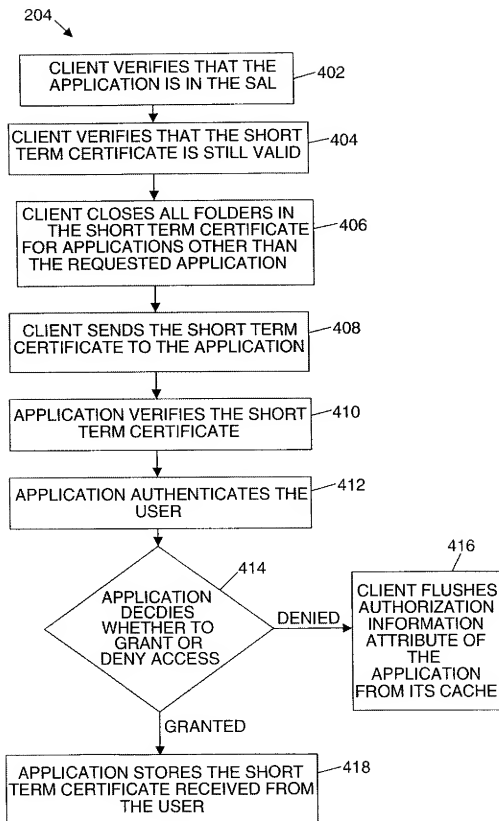 204
CLIENT VERIFIES THAT THE
APPLICATION IS IN THE SAL
402
CLIENT VERIFIES THAT THE SHORT
TERM CERTIFICATE IS STILL VALID
404
CLIENT CLOSES ALL FOLDERS IN
THE SHORT TERM CERTIFICATE
FOR APPLICATIONS OTHER THAN
THE REQUESTED APPLICATION
406
CLIENT SENDS THE SHORT TERM
CERTIFICATE TO THE APPLICATION
408
APPLICATION VERIFIES THE SHORT
TERM CERTIFICATE
410
APPLICATION AUTHENTICATES THE
USER
412
APPLICATION
DECDIES
WHETHER TO
GRANT OR
DENY ACCESS
414
DENIED
416
CLIENT FLUSHES
AUTHORIZATION
INFORMATION
ATTRIBUTE OF
THE
APPLICATION
FROM ITS CACHE
GRANTED
APPLICATION STORES THE SHORT
TERM CERTIFICATE RECEIVED FROM
THE USER
418